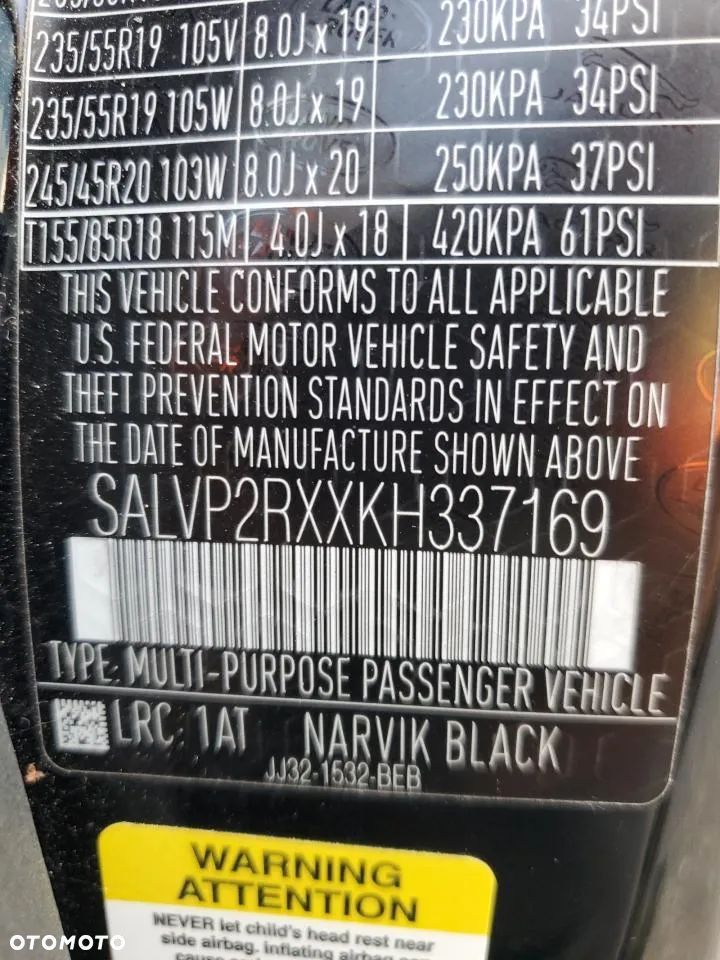 235/55R19 105V 8.0J x 19 230KPA 34PSI
235/55R19 105W 8.0J x 19 230KPA 34PSI
245/45R20 103W 8.0J x 20 250KPA 37PSI
T155/85R18 115M 4.0J x 18 420KPA 61PSI
THIS VEHICLE CONFORMS TO ALL APPLICABLE
U.S. FEDERAL MOTOR VEHICLE SAFETY AND
THEFT PREVENTION STANDARDS IN EFFECT ON
THE DATE OF MANUFACTURE SHOWN ABOVE
SALVP2RXXKH337169
TYPE: MULTI-PURPOSE PASSENGER VEHICLE
LRC: 1AT NARVIK BLACK
JJ32-1532-BEB
WARNING
ATTENTION
NEVER let child's head rest near
side airbag. Inflating airbag can
OTOMOTO